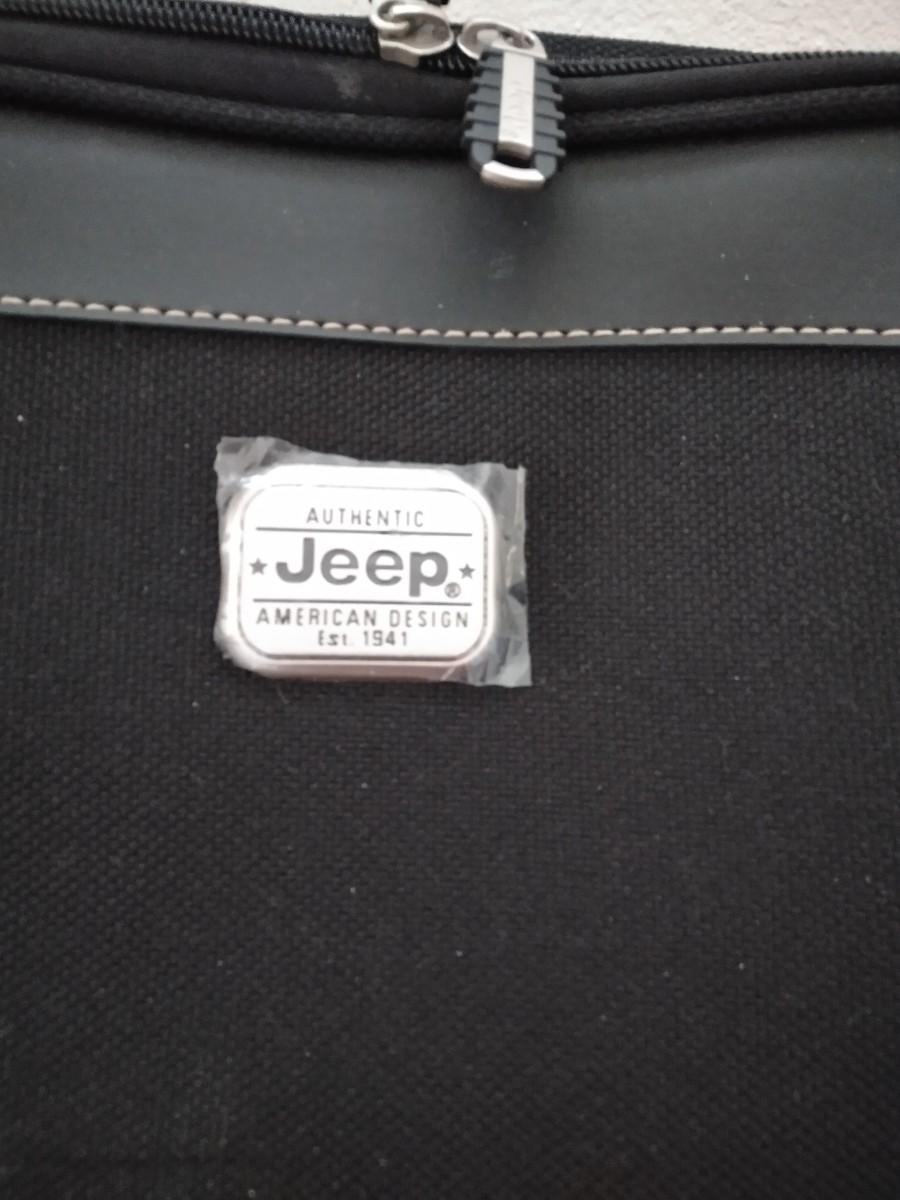 AUTHENTIC
★Jeep®★
AMERICAN DESIGN
Est. 1941